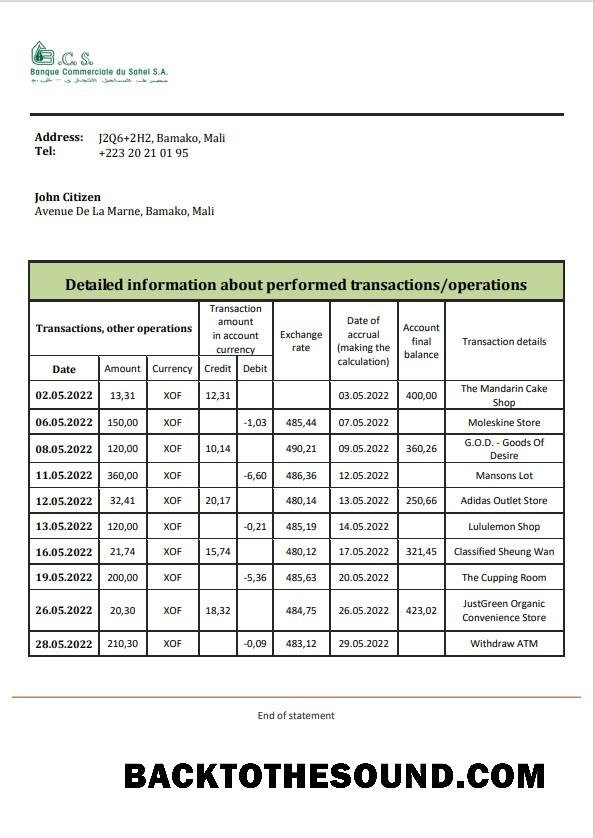 B.C.S.
Banque Commerciale du Sahel S.A.
Address: J2Q6+2H2, Bamako, Mali
Tel: +223 20 21 01 95
John Citizen
Avenue De La Marne, Bamako, Mali
Detailed information about performed transactions/operations
Transactions, other operations
Transaction amount in account currency
Exchange rate
Date of accrual (making the calculation)
Account final balance
Transaction details
Date Amount Currency Credit Debit
02.05.2022 13,31 XOF 12,31 03.05.2022 400,00 The Mandarin Cake Shop
06.05.2022 150,00 XOF -1,03 485,44 07.05.2022 Moleskine Store
08.05.2022 120,00 XOF 10,14 490,21 09.05.2022 360,26 G.O.D. - Goods Of Desire
11.05.2022 360,00 XOF -6,60 486,36 12.05.2022 Mansons Lot
12.05.2022 32,41 XOF 20,17 480,14 13.05.2022 250,66 Adidas Outlet Store
13.05.2022 120,00 XOF -0,21 485,19 14.05.2022 Lululemon Shop
16.05.2022 21,74 XOF 15,74 480,12 17.05.2022 321,45 Classified Sheung Wan
19.05.2022 200,00 XOF -5,36 485,63 20.05.2022 The Cupping Room
26.05.2022 20,30 XOF 18,32 484,75 26.05.2022 423,02 JustGreen Organic Convenience Store
28.05.2022 210,30 XOF -0,09 483,12 29.05.2022 Withdraw ATM
End of statement
BACKTOTHESOUND.COM